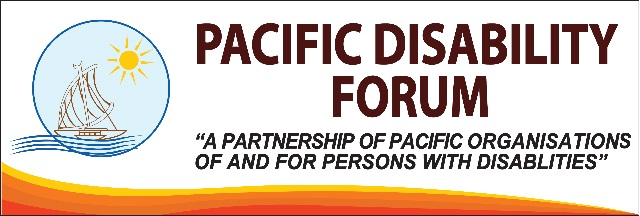 PACIFIC DISABILITY
FORUM
“A PARTNERSHIP OF PACIFIC ORGANISATIONS
OF AND FOR PERSONS WITH DISABLITIES”